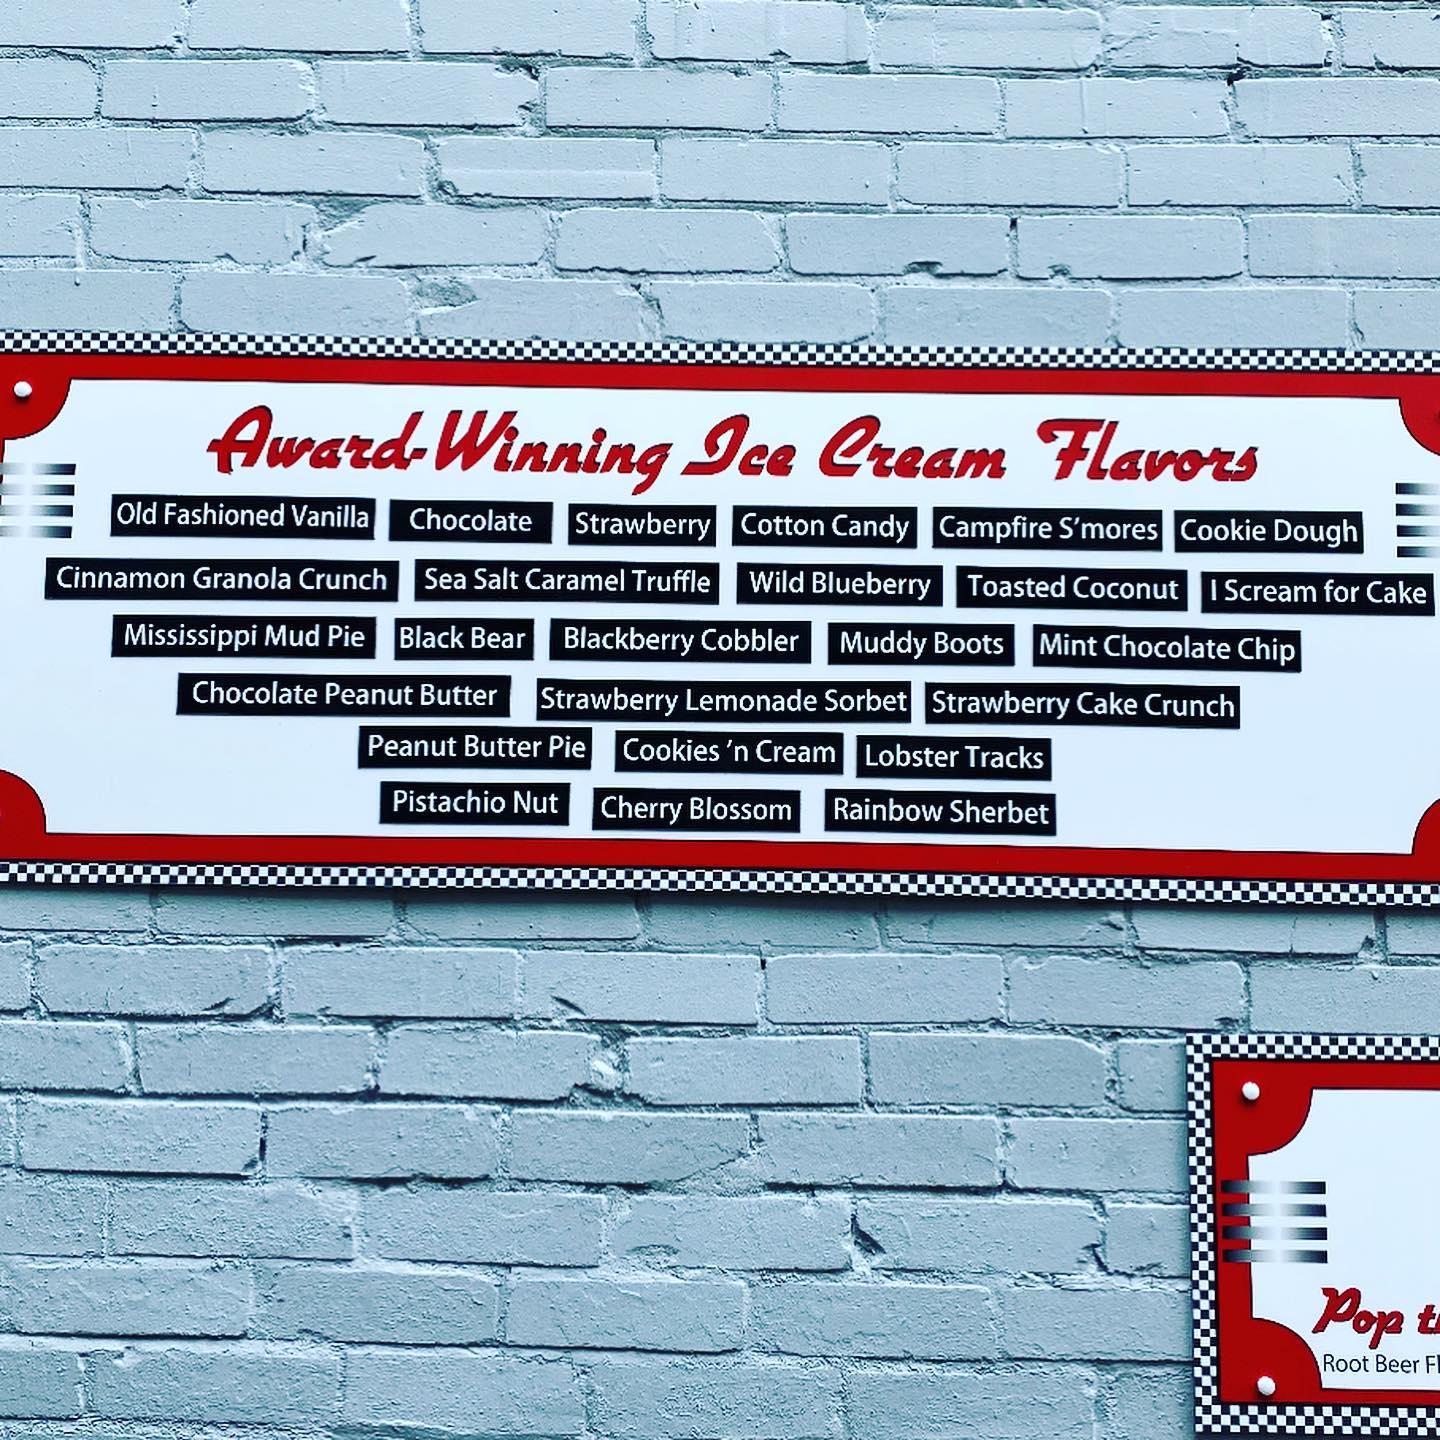 Award-Winning Ice Cream Flavors
Old Fashioned Vanilla Chocolate Strawberry Cotton Candy Campfire S'mores Cookie Dough
Cinnamon Granola Crunch Sea Salt Caramel Truffle Wild Blueberry Toasted Coconut I Scream for Cake
Mississippi Mud Pie Black Bear Blackberry Cobbler Muddy Boots Mint Chocolate Chip
Chocolate Peanut Butter Strawberry Lemonade Sorbet Strawberry Cake Crunch
Peanut Butter Pie Cookies 'n Cream Lobster Tracks
Pistachio Nut Cherry Blossom Rainbow Sherbet
Pop
Root Beer